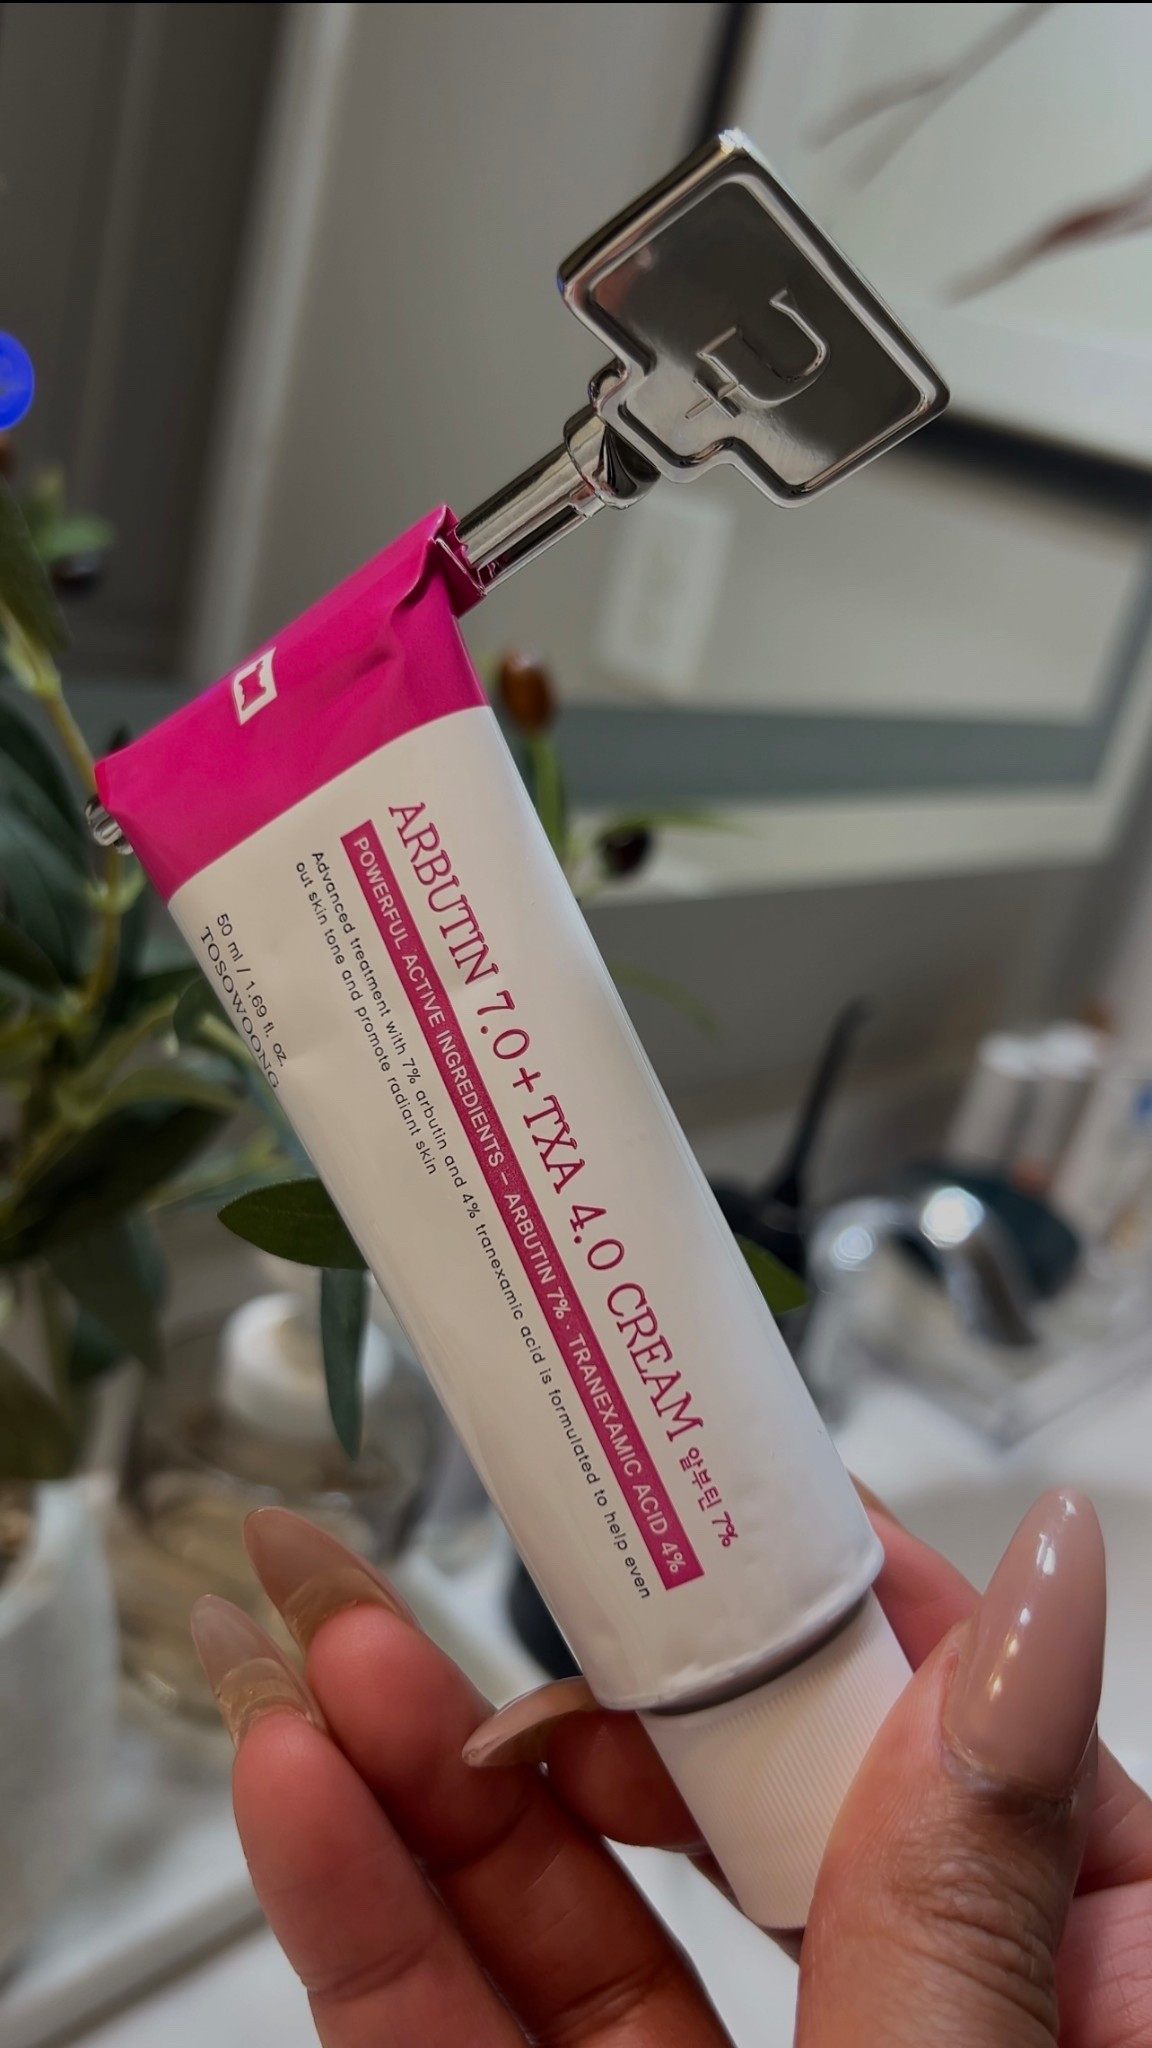 ARBUTIN 7.0 + TXA 4.0 CREAM 알부틴 7%
POWERFUL ACTIVE INGREDIENTS – ARBUTIN 7% · TRANEXAMIC ACID 4%
Advanced treatment with 7% arbutin and 4% tranexamic acid is formulated to help even
out skin tone and promote radiant skin
50 ml / 1.69 fl. oz.
TOSOWOONG